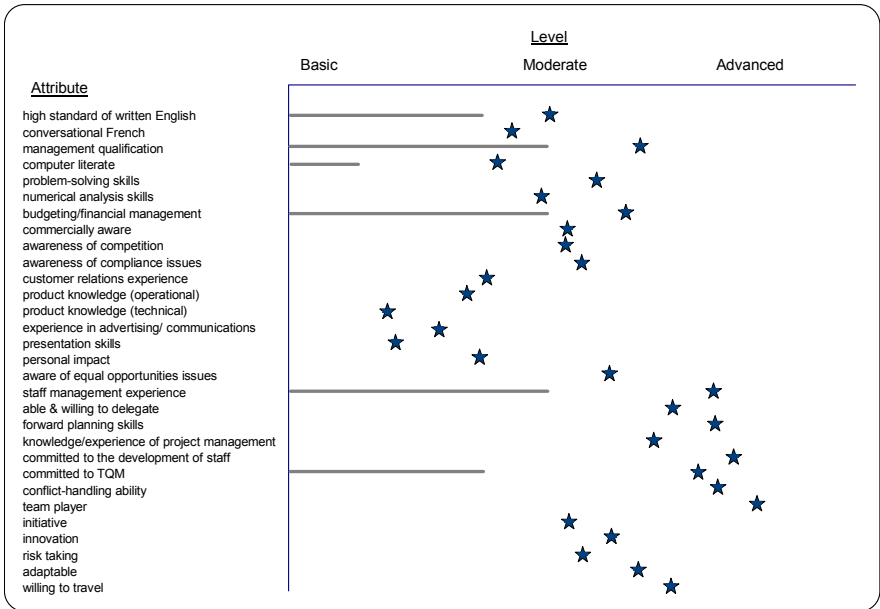 Level
Basic Moderate Advanced
Attribute
high standard of written English
conversational French
management qualification
computer literate
problem-solving skills
numerical analysis skills
budgeting/financial management
commercially aware
awareness of competition
awareness of compliance issues
customer relations experience
product knowledge (operational)
product knowledge (technical)
experience in advertising/ communications
presentation skills
personal impact
aware of equal opportunities issues
staff management experience
able & willing to delegate
forward planning skills
knowledge/experience of project management
committed to the development of staff
committed to TQM
conflict-handling ability
team player
initiative
innovation
risk taking
adaptable
willing to travel